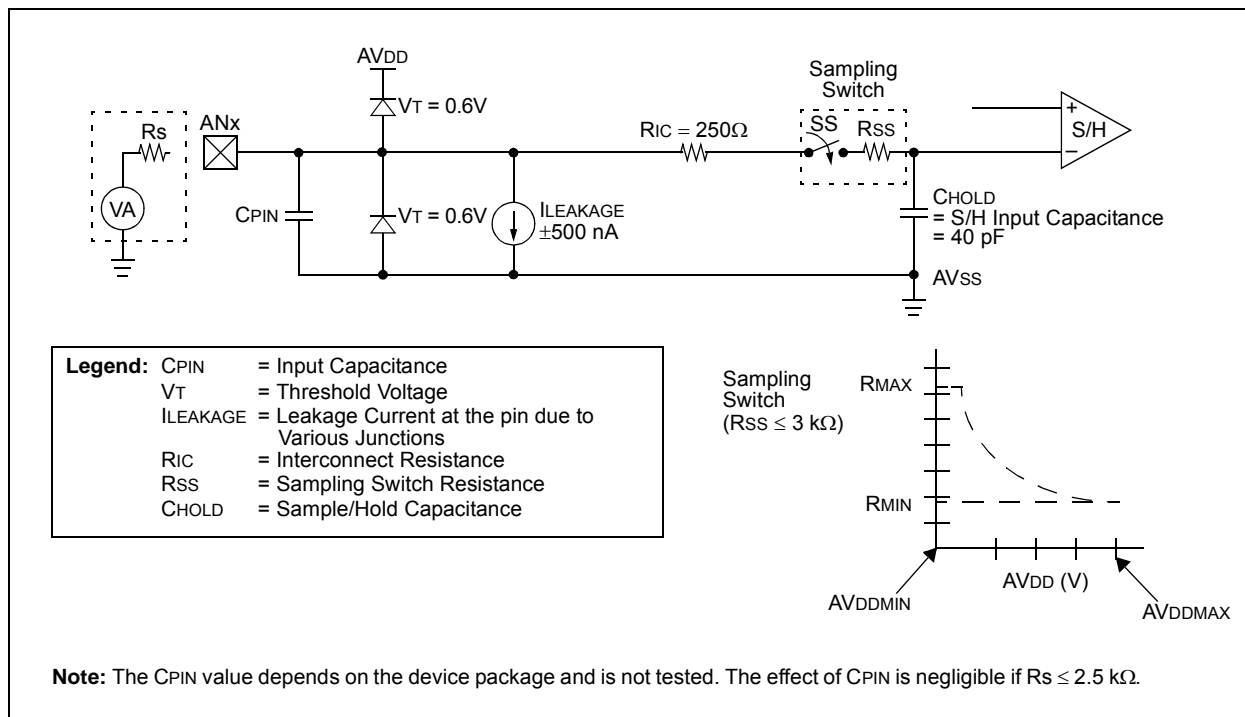 AVDD
Sampling
Switch
VT = 0.6V
Rs
ANx
RIC = 250Ω
SS
RSS
+
S/H
–
VA
CPIN
VT = 0.6V
ILEAKAGE
±500 nA
CHOLD
= S/H Input Capacitance
= 40 pF
AVSS
Legend: CPIN = Input Capacitance
VT = Threshold Voltage
ILEAKAGE = Leakage Current at the pin due to
Various Junctions
RIC = Interconnect Resistance
RSS = Sampling Switch Resistance
CHOLD = Sample/Hold Capacitance
Sampling
Switch
(RSS ≤ 3 kΩ)
RMAX
RMIN
AVDD (V)
AVDDMIN
AVDDMAX
Note: The CPIN value depends on the device package and is not tested. The effect of CPIN is negligible if Rs ≤ 2.5 kΩ.